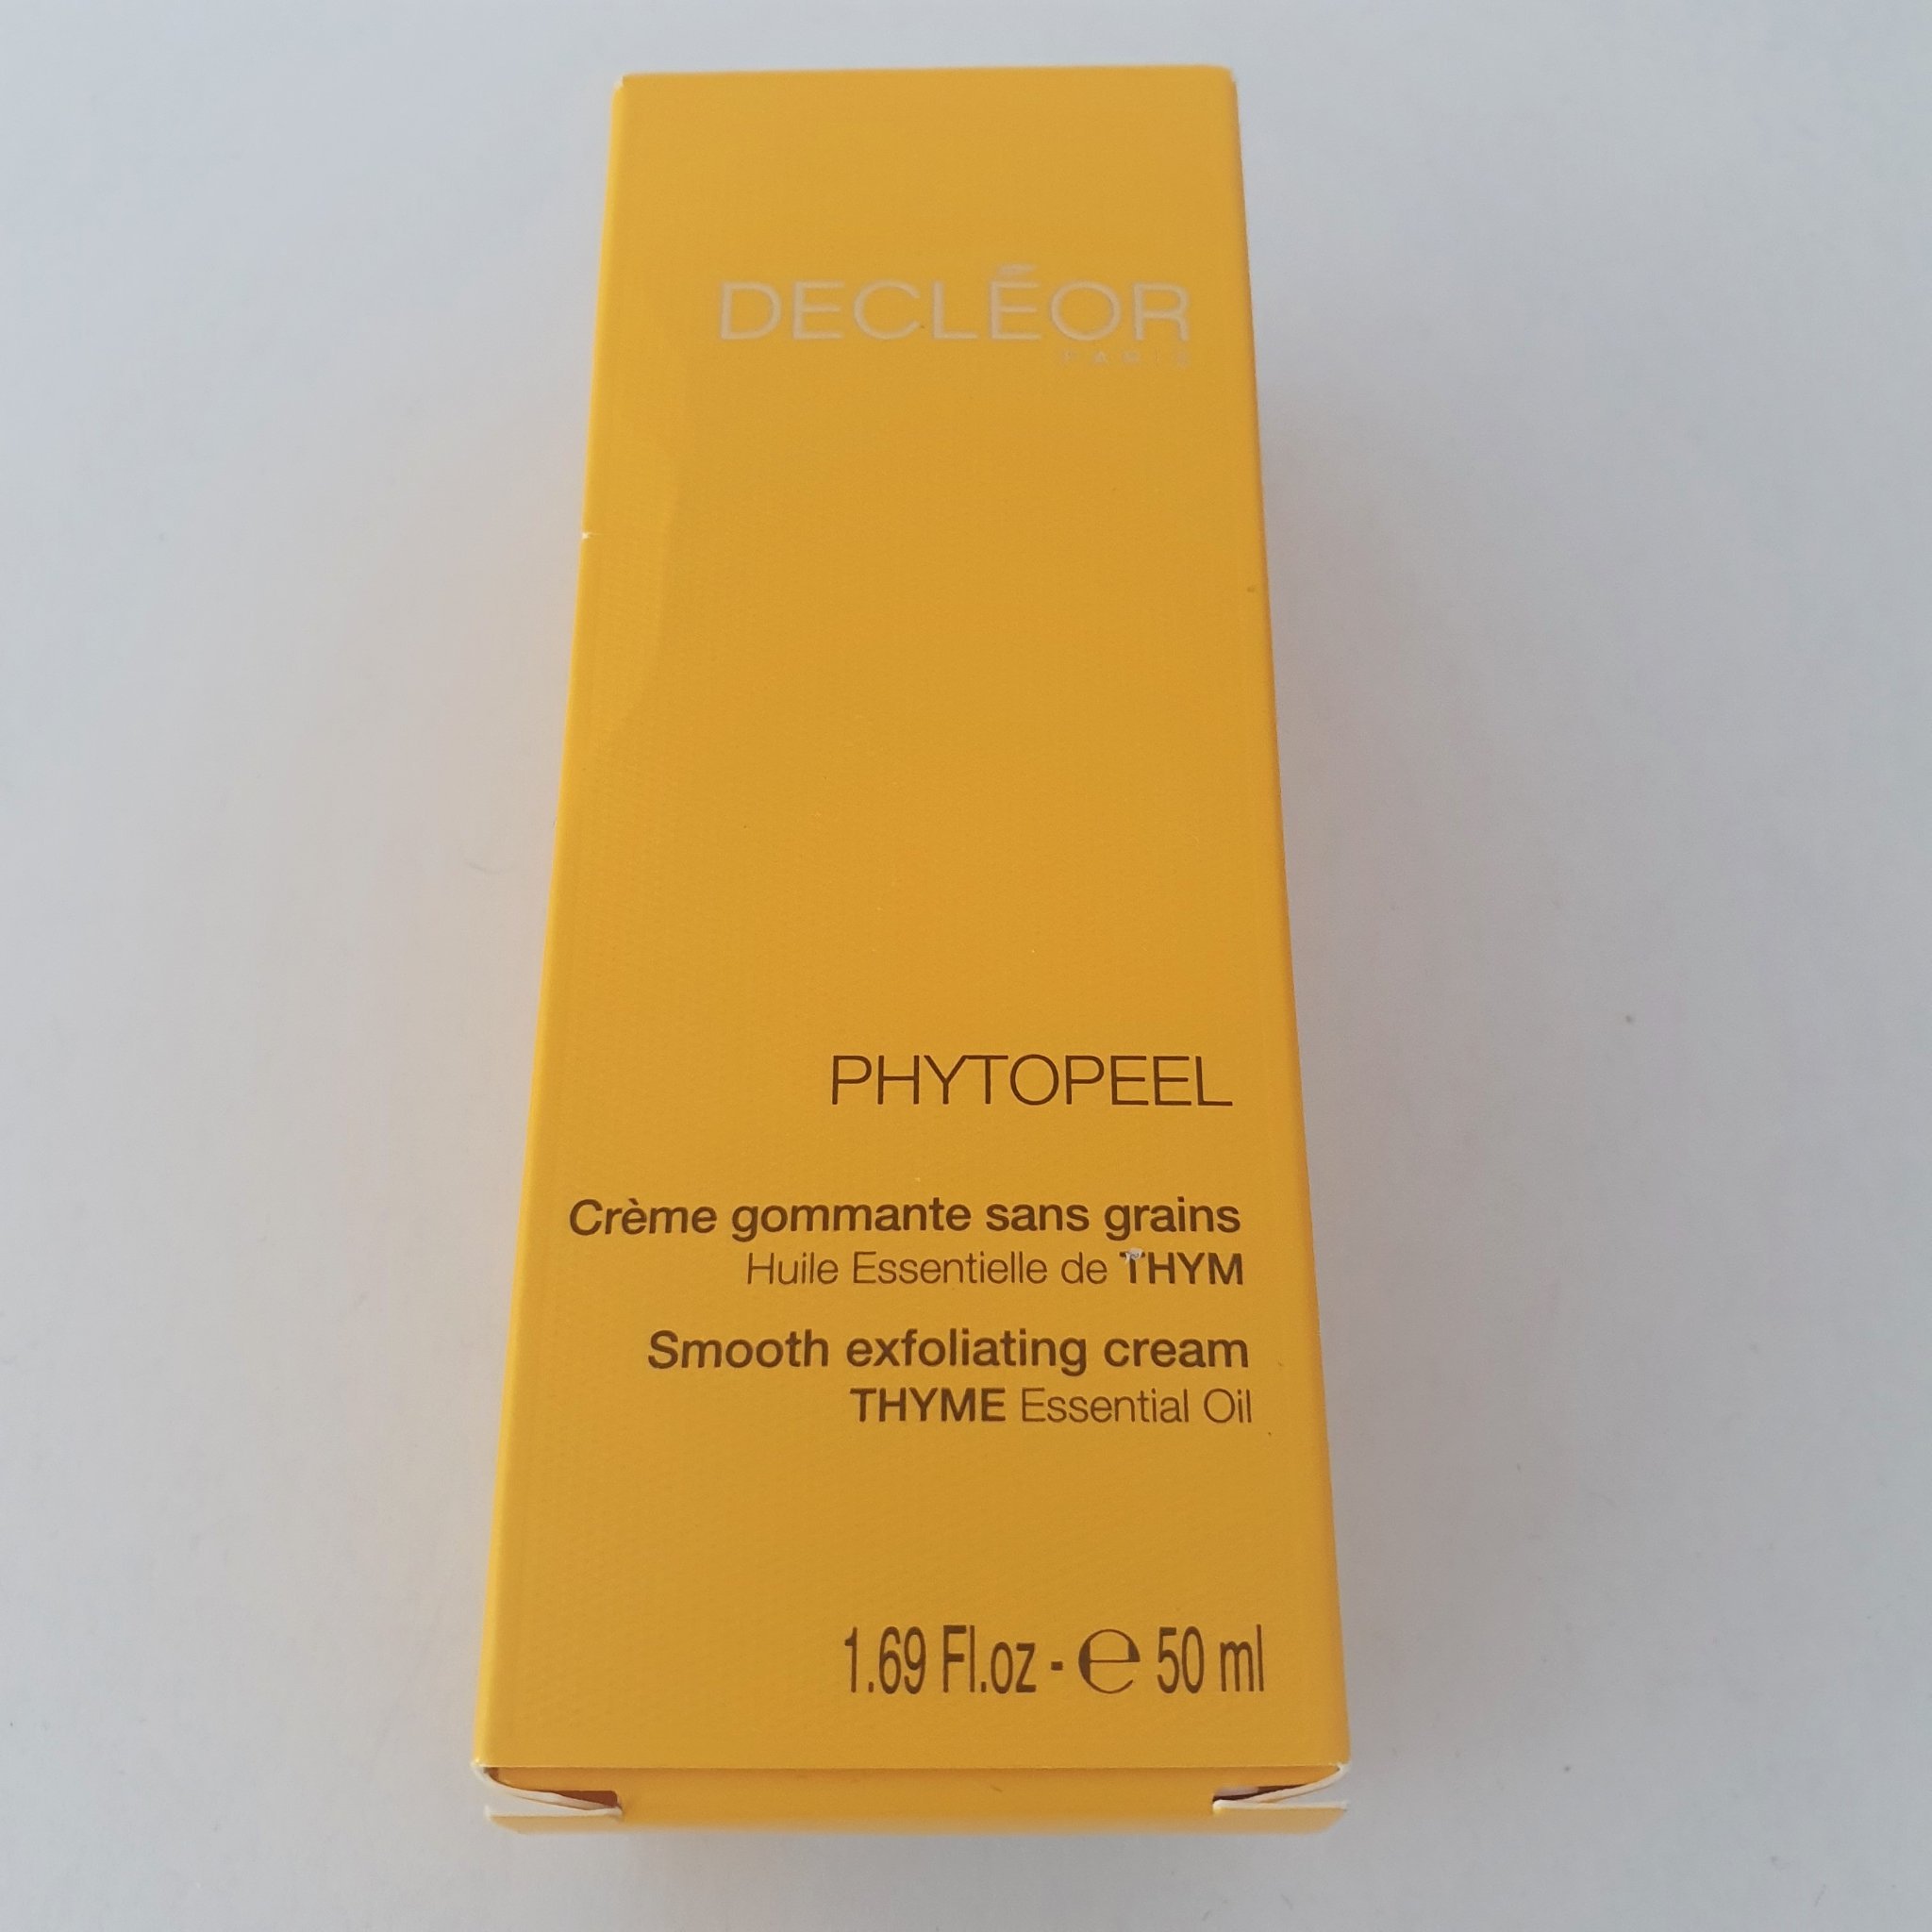 DECLÉOR
PARIS
PHYTOPEEL
Crème gommante sans grains
Huile Essentielle de THYM
Smooth exfoliating cream
THYME Essential Oil
1.69 Fl.oz - ℮ 50 ml